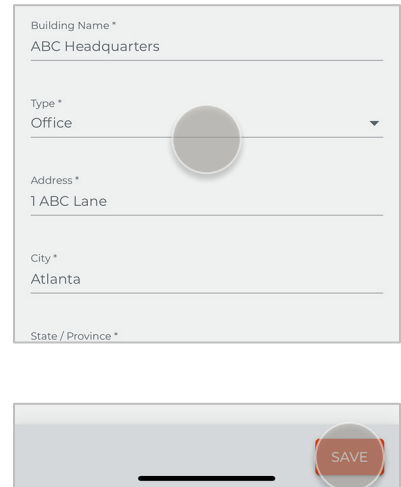 Building Name *
ABC Headquarters
Type *
Office
Address *
1 ABC Lane
City *
Atlanta
State / Province *
SAVE